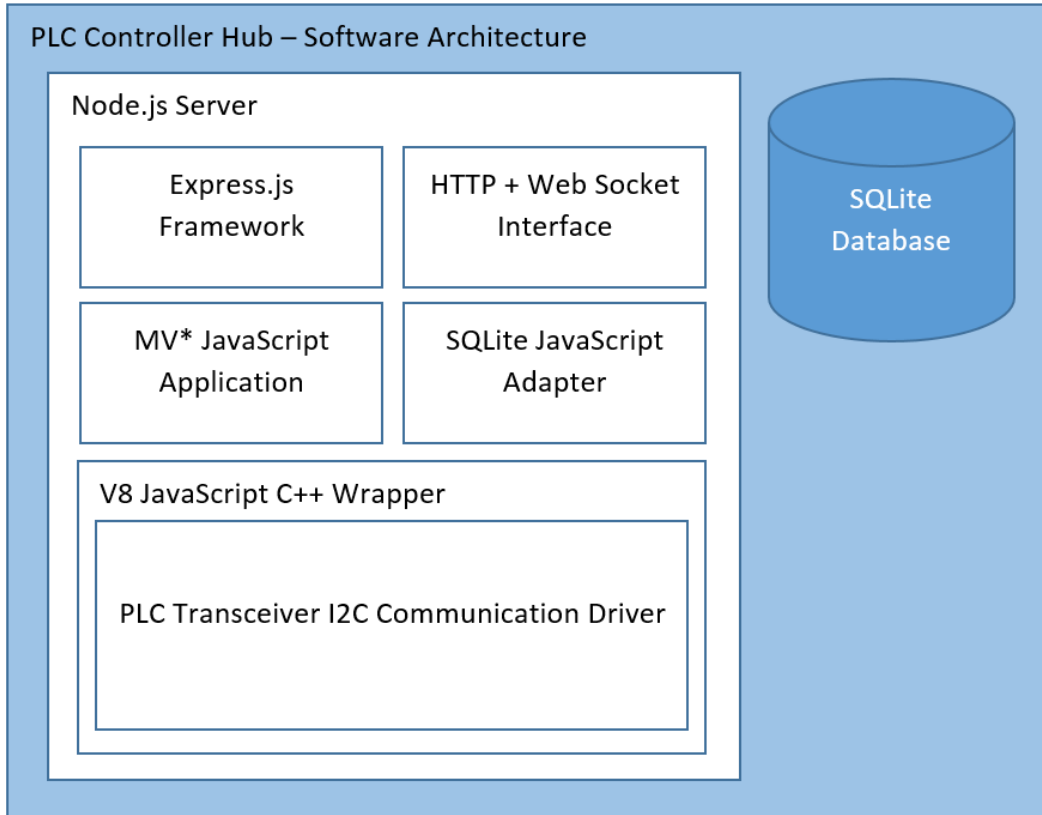 PLC Controller Hub – Software Architecture
Node.js Server
Express.js
Framework
HTTP + Web Socket
Interface
SQLite
Database
MV* JavaScript
Application
SQLite JavaScript
Adapter
V8 JavaScript C++ Wrapper
PLC Transceiver I2C Communication Driver